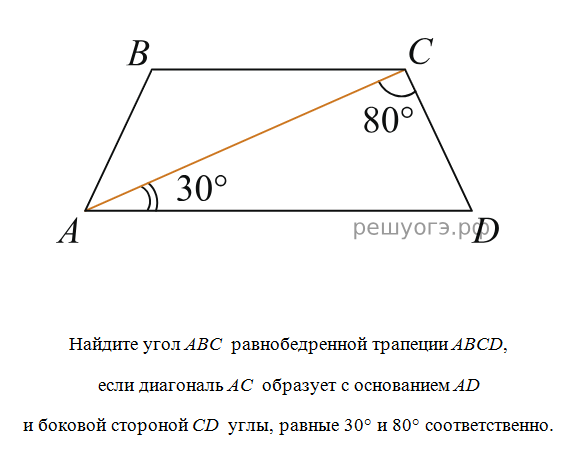 B
C
80°
30°
A
решуогэ.рф
D
Найдите угол ABC равнобедренной трапеции ABCD,
если диагональ AC образует с основанием AD
и боковой стороной CD углы, равные 30° и 80° соответственно.